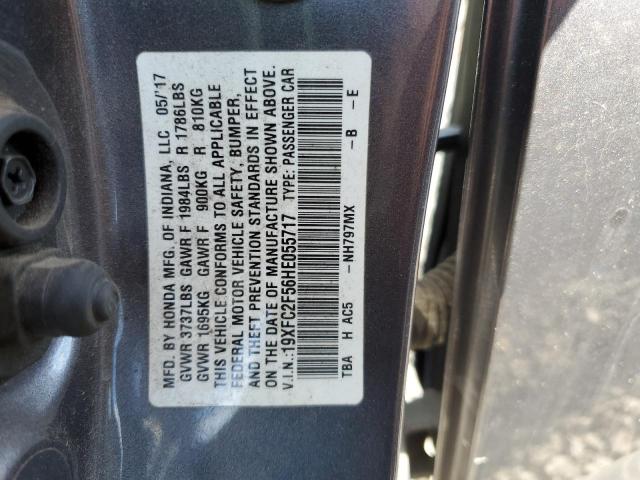 MFD. BY HONDA MFG. OF INDIANA, LLC 05/'17
GVWR 3737LBS GAWR F 1984LBS R 1786LBS
GVWR 1695KG GAWR F 900KG R 810KG
THIS VEHICLE CONFORMS TO ALL APPLICABLE
FEDERAL MOTOR VEHICLE SAFETY, BUMPER,
AND THEFT PREVENTION STANDARDS IN EFFECT
ON THE DATE OF MANUFACTURE SHOWN ABOVE.
V.I.N.:19XFC2F56HE055717 TYPE: PASSENGER CAR
TBA H AC5 -NH797MX -B -E